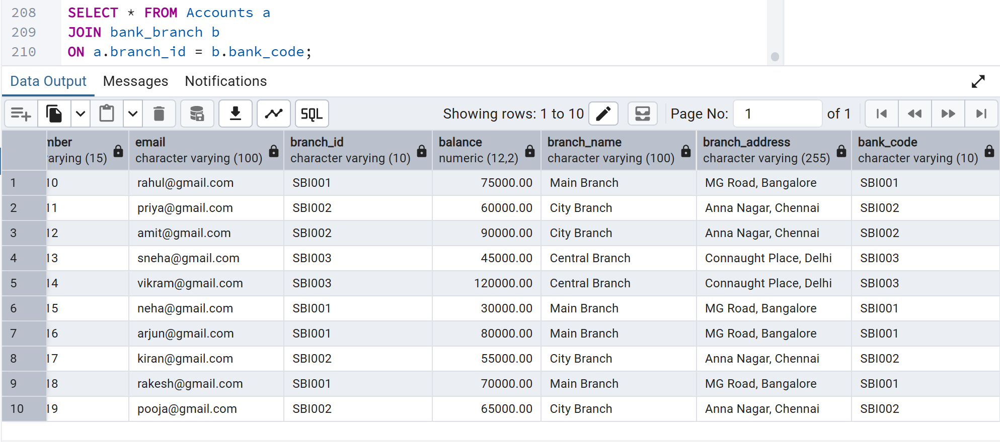 208 SELECT * FROM Accounts a
209 JOIN bank_branch b
210 ON a.branch_id = b.bank_code;
Data Output Messages Notifications
SQL Showing rows: 1 to 10 Page No: 1 of 1
mber email branch_id balance branch_name branch_address bank_code
arying (15) character varying (100) character varying (10) numeric (12,2) character varying (100) character varying (255) character varying (10)
1 10 rahul@gmail.com SBI001 75000.00 Main Branch MG Road, Bangalore SBI001
2 11 priya@gmail.com SBI002 60000.00 City Branch Anna Nagar, Chennai SBI002
3 12 amit@gmail.com SBI002 90000.00 City Branch Anna Nagar, Chennai SBI002
4 13 sneha@gmail.com SBI003 45000.00 Central Branch Connaught Place, Delhi SBI003
5 14 vikram@gmail.com SBI003 120000.00 Central Branch Connaught Place, Delhi SBI003
6 15 neha@gmail.com SBI001 30000.00 Main Branch MG Road, Bangalore SBI001
7 16 arjun@gmail.com SBI001 80000.00 Main Branch MG Road, Bangalore SBI001
8 17 kiran@gmail.com SBI002 55000.00 City Branch Anna Nagar, Chennai SBI002
9 18 rakesh@gmail.com SBI001 70000.00 Main Branch MG Road, Bangalore SBI001
10 19 pooja@gmail.com SBI002 65000.00 City Branch Anna Nagar, Chennai SBI002